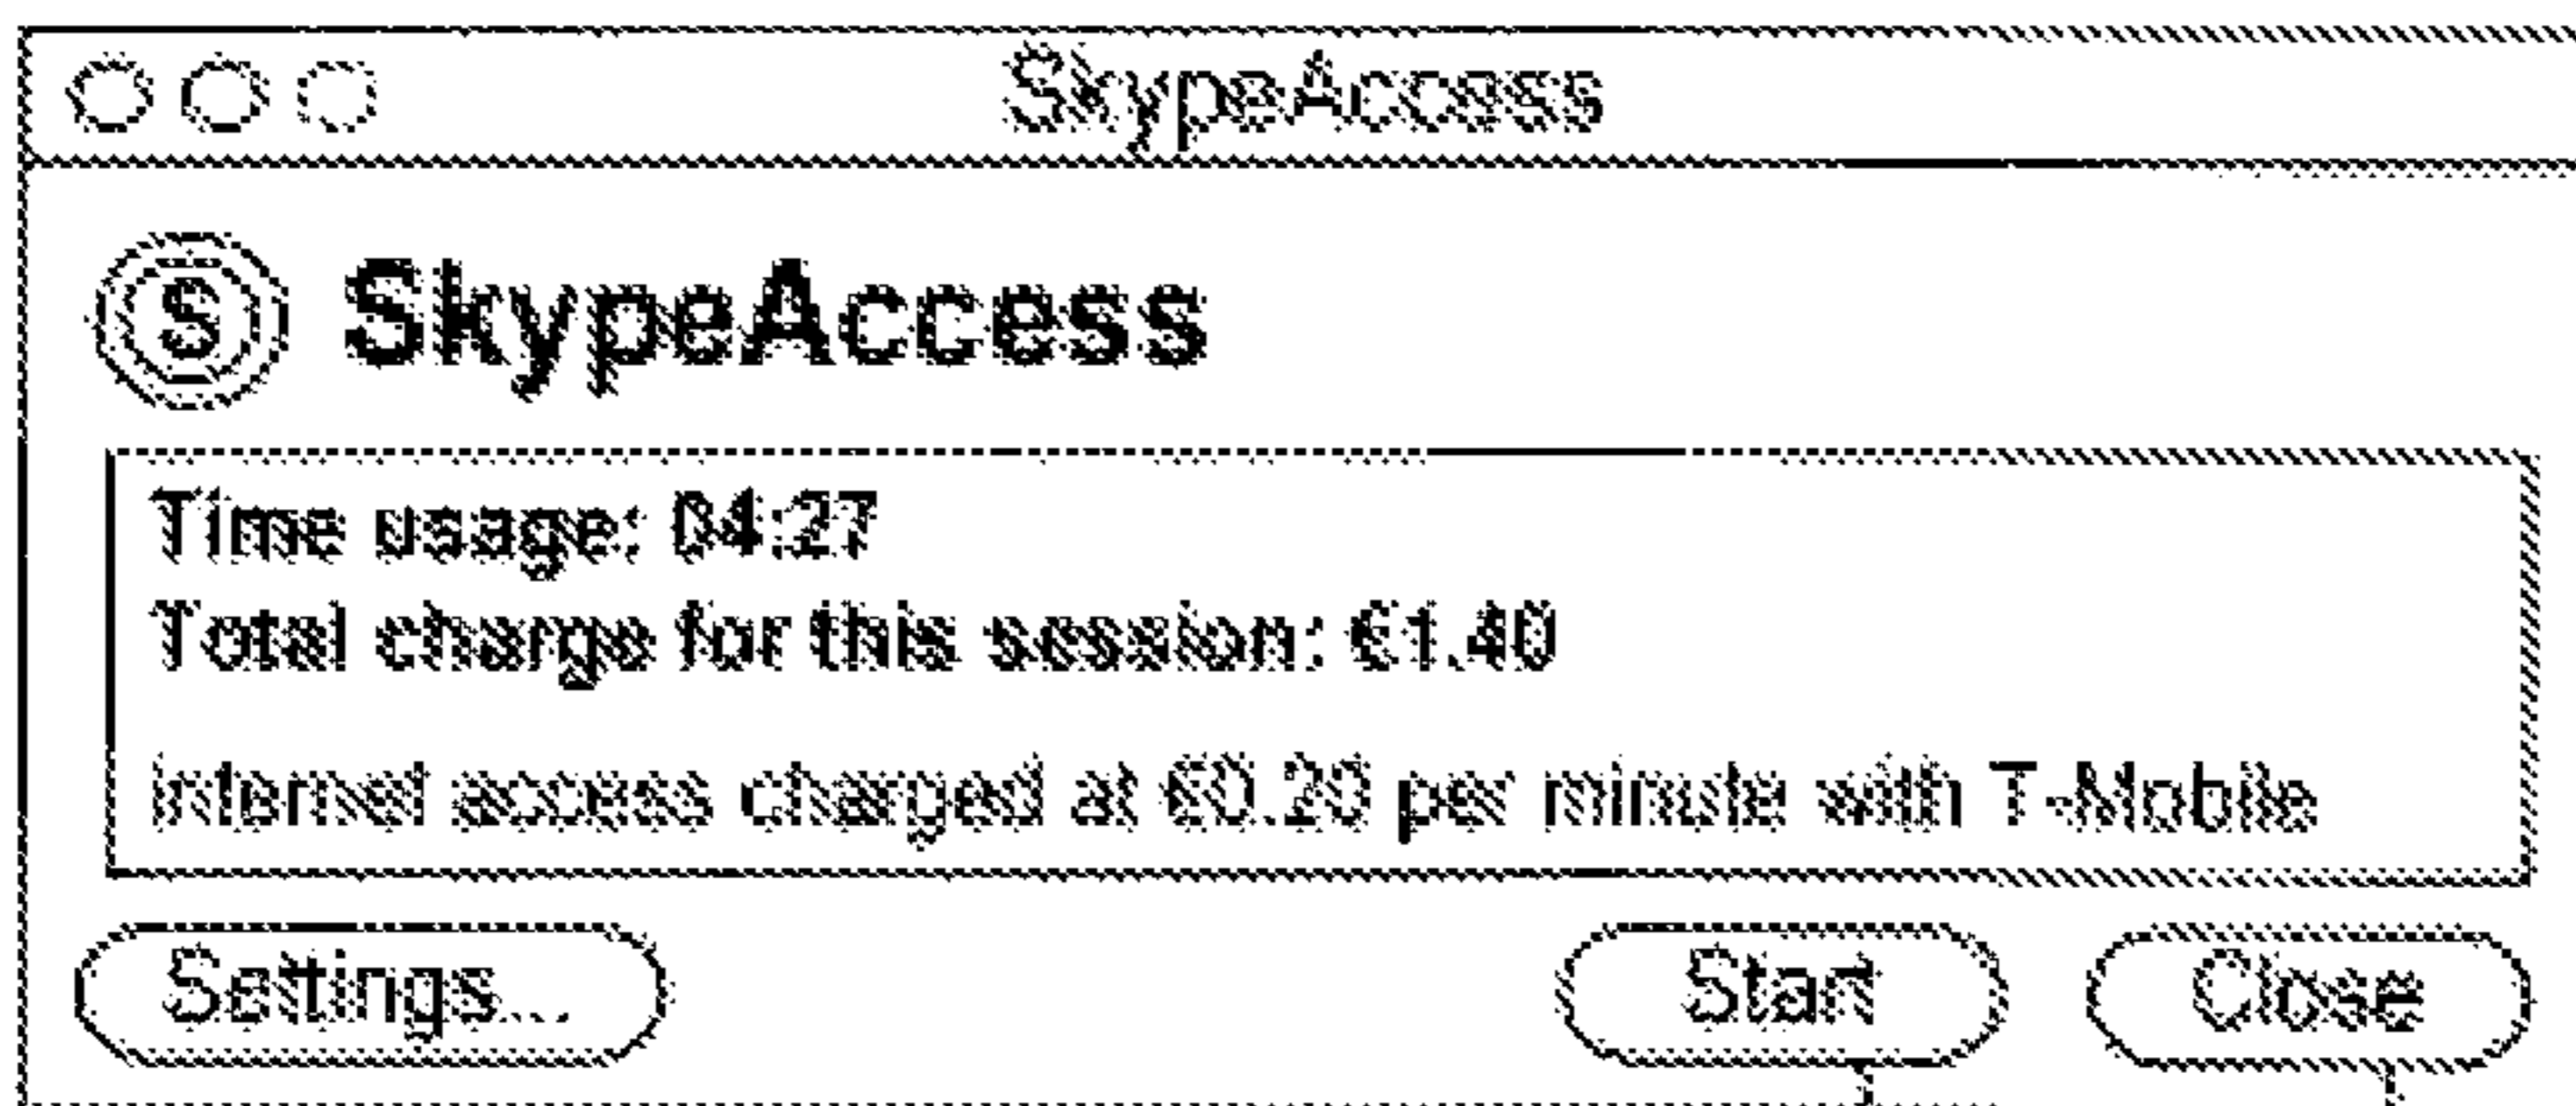 SkypeAccess
S SkypeAccess
Time usage: 04:27
Total charge for this session: €1.40
Internet access charged at €0.20 per minute with T-Mobile
Settings... Start Close